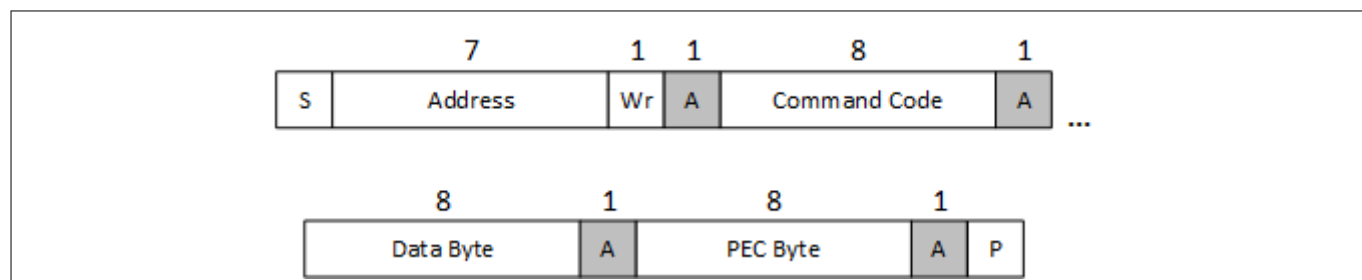 7 1 1 8 1
S Address Wr A Command Code A ...
8 1 8 1
Data Byte A PEC Byte A P